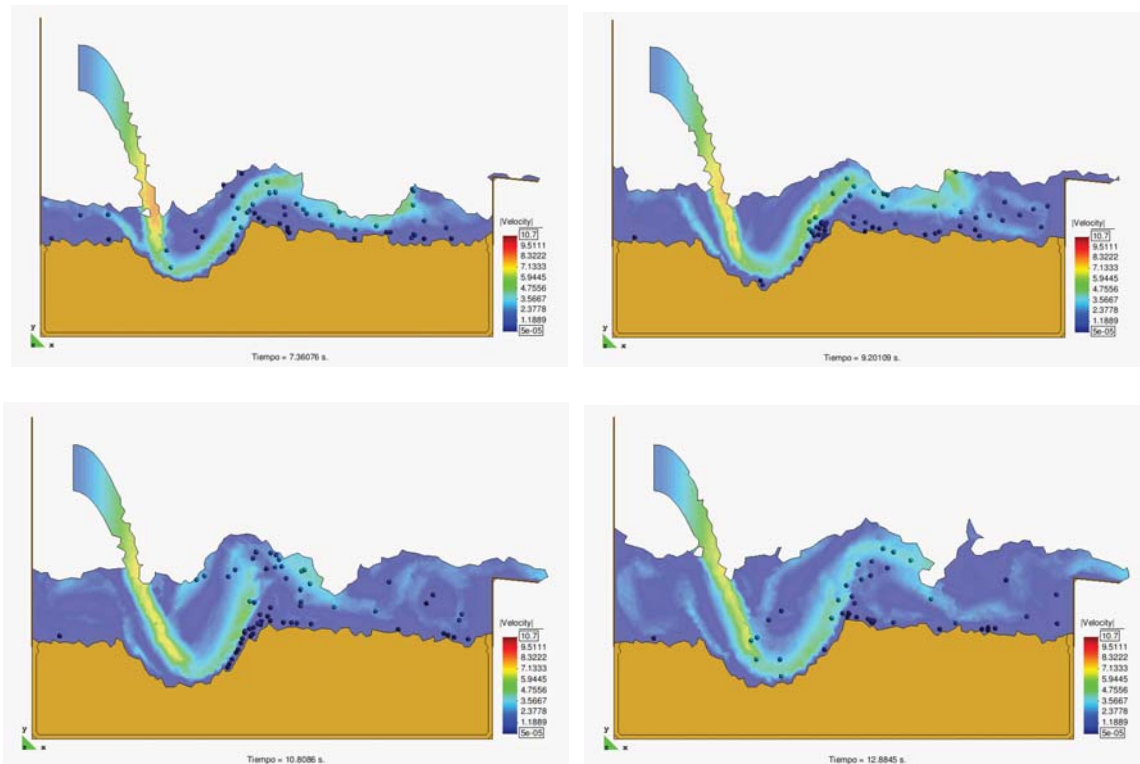 |Velocity|
10.7
9.5111
8.3222
7.1333
5.9445
4.7556
3.5667
2.3778
1.1889
5e-05
y
z x
Tiempo = 7.36076 s.
|Velocity|
10.7
9.5111
8.3222
7.1333
5.9445
4.7556
3.5667
2.3778
1.1889
5e-05
y
z x
Tiempo = 9.20109 s.
|Velocity|
10.7
9.5111
8.3222
7.1333
5.9445
4.7556
3.5667
2.3778
1.1889
5e-05
y
z x
Tiempo = 10.8086 s.
|Velocity|
10.7
9.5111
8.3222
7.1333
5.9445
4.7556
3.5667
2.3778
1.1889
5e-05
y
z x
Tiempo = 12.8845 s.